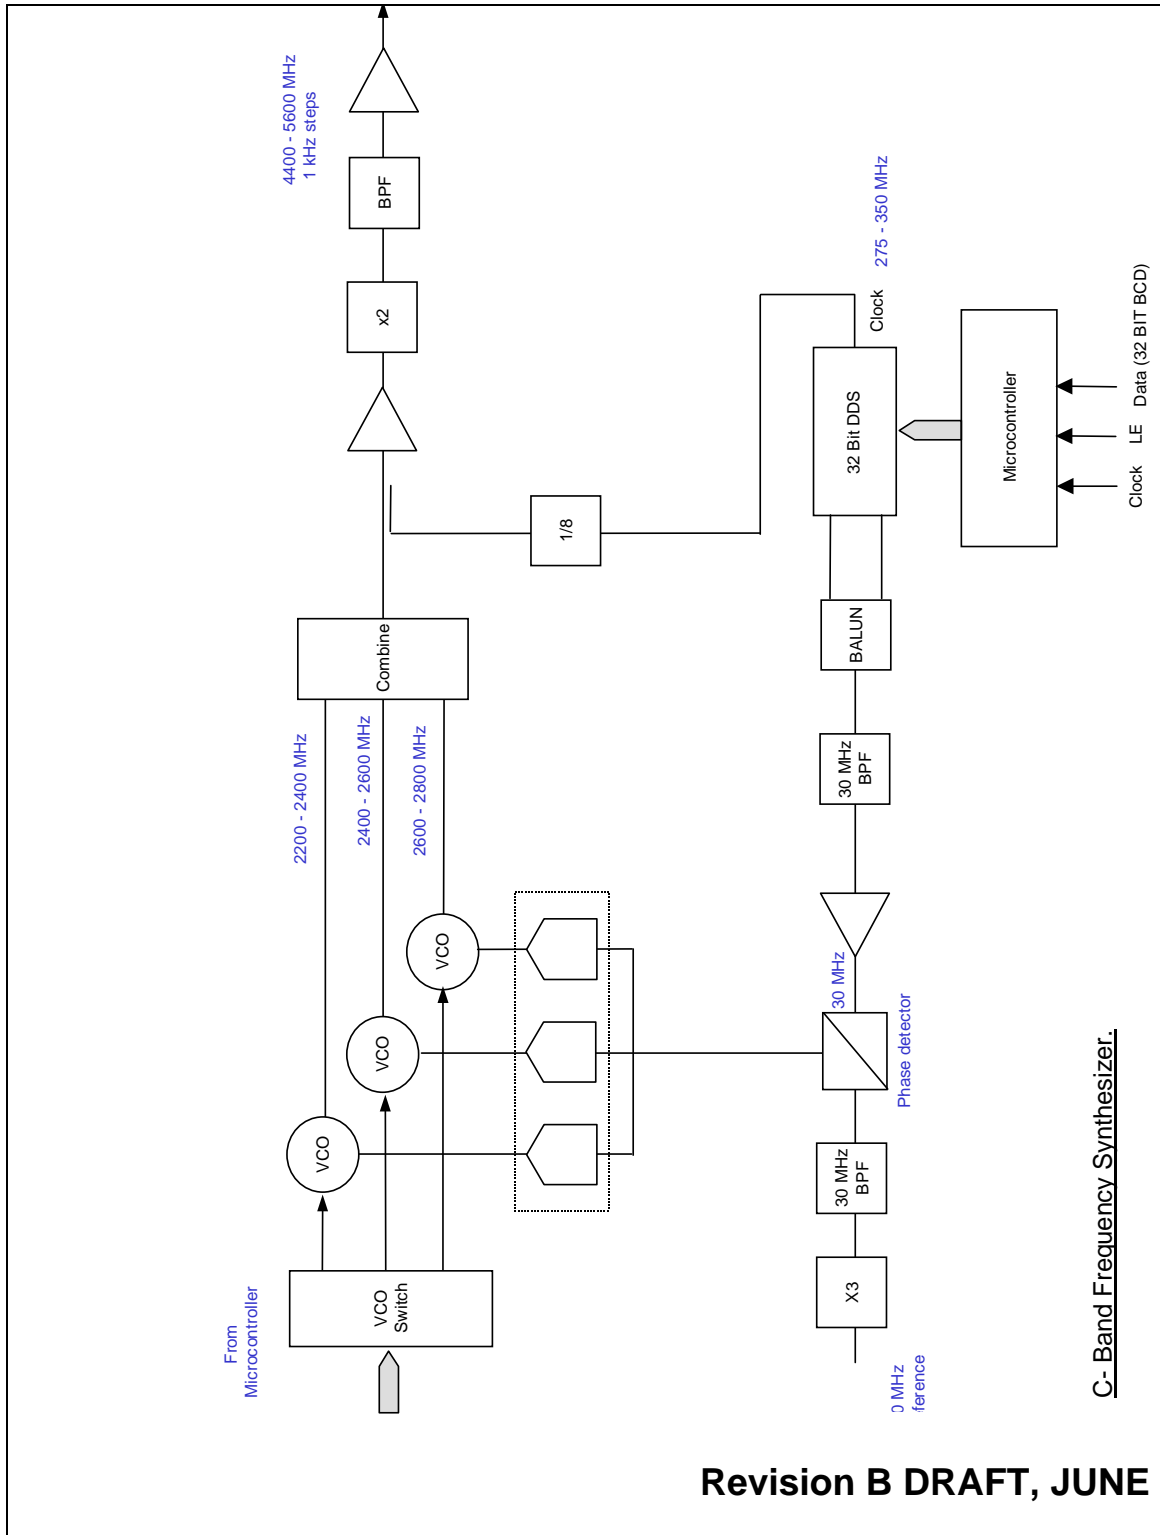 4400 - 5600 MHz
1 kHz steps
BPF
x2
Combine
2200 - 2400 MHz
2400 - 2600 MHz
2600 - 2800 MHz
VCO
VCO
VCO
From
Microcontroller
VCO
Switch
1/8
Clock 275 - 350 MHz
32 Bit DDS
Microcontroller
Clock LE Data (32 BIT BCD)
BALUN
30 MHz
BPF
30 MHz
Phase detector
30 MHz
BPF
X3
0 MHz
ference
C- Band Frequency Synthesizer.
Revision B DRAFT, JUNE